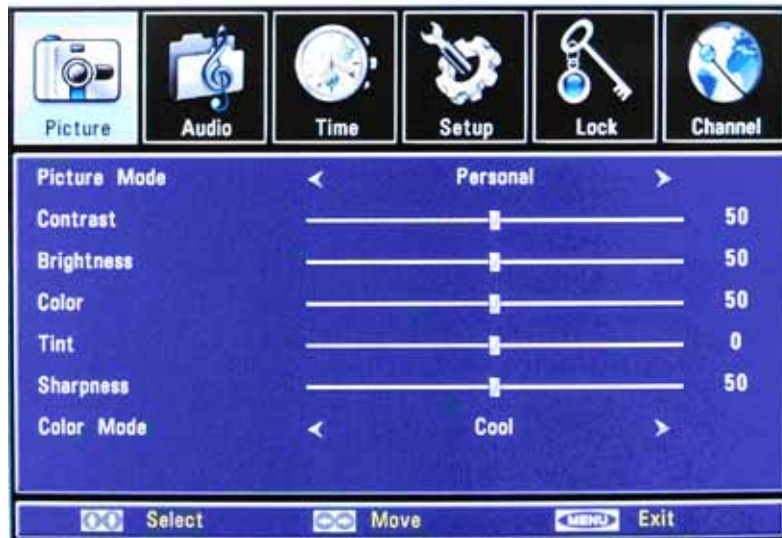 Picture Audio Time Setup Lock Channel
Picture Mode Personal
Contrast 50
Brightness 50
Color 50
Tint 0
Sharpness 50
Color Mode Cool
Select Move MENU Exit